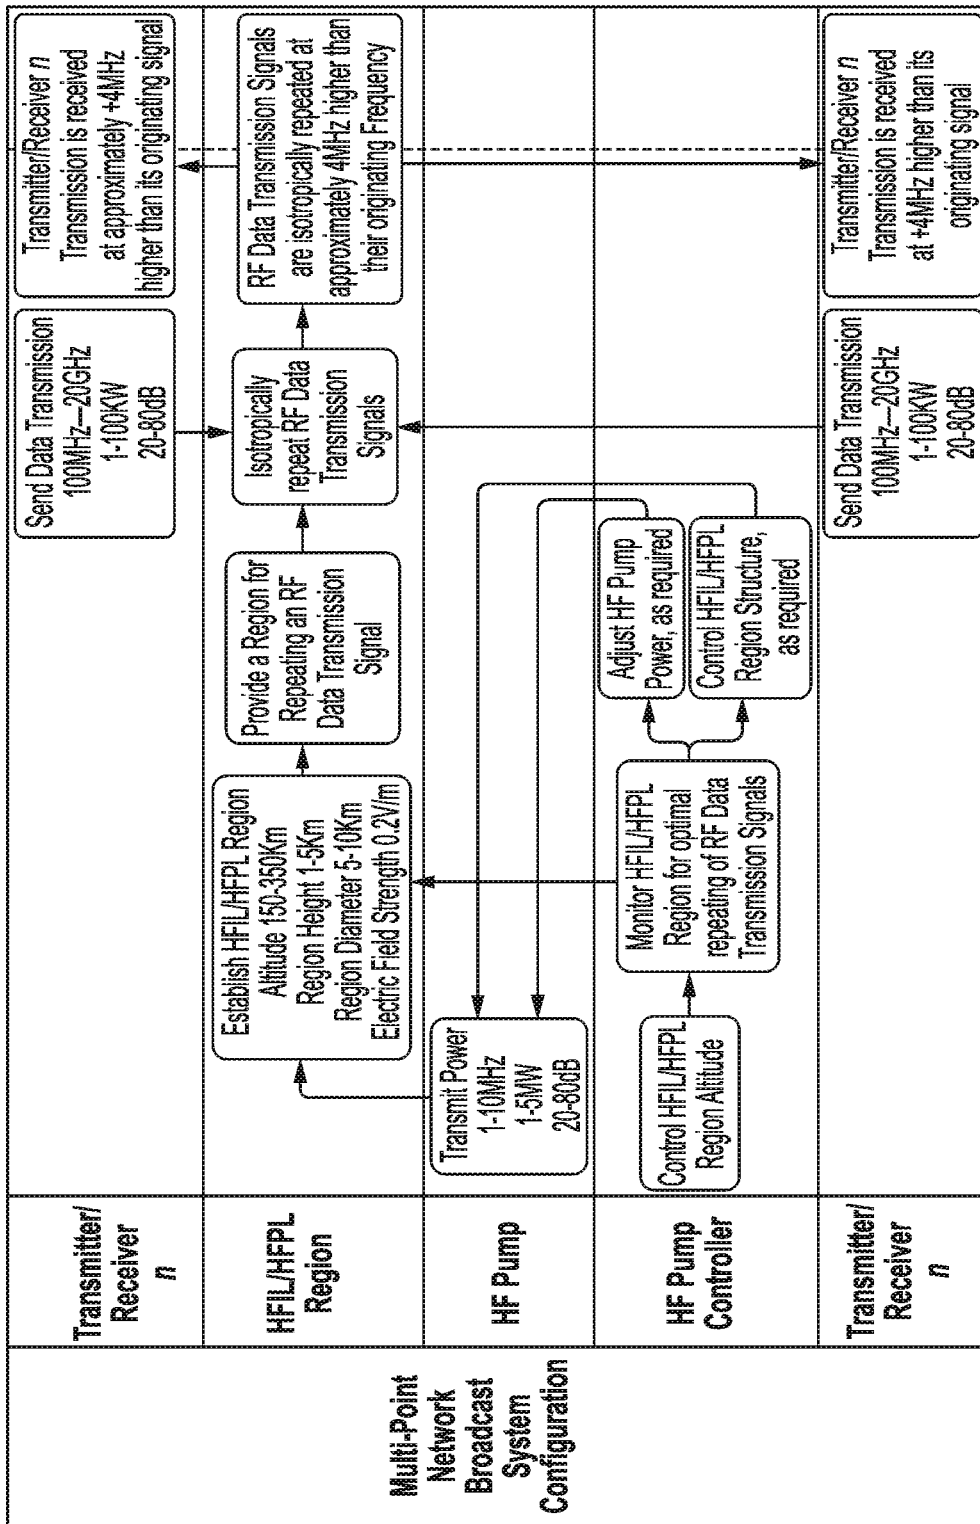 Multi-Point
Network
Broadcast
System
Configuration
Transmitter/
Receiver
n
Send Data Transmission
100MHz—20GHz
1-100KW
20-80dB
Transmitter/Receiver n
Transmission is received
at approximately +4MHz
higher than its originating signal
HFIL/HFPL
Region
Establish HFIL/HFPL Region
Altitude 150-350Km
Region Height 1-5Km
Region Diameter 5-10Km
Electric Field Strength 0.2V/m
Provide a Region for
Repeating an RF
Data Transmission
Signal
Isotropically
repeat RF Data
Transmission
Signals
RF Data Transmission Signals
are isotropically repeated at
approximately 4MHz higher than
their originating Frequency
HF Pump
Transmit Power
1-10MHz
1-5MW
20-80dB
HF Pump
Controller
Control HFIL/HFPL
Region Altitude
Monitor HFIL/HFPL
Region for optimal
repeating of RF Data
Transmission Signals
Adjust HF Pump
Power, as required
Control HFIL/HFPL
Region Structure,
as required
Transmitter/
Receiver
n
Send Data Transmission
100MHz—20GHz
1-100KW
20-80dB
Transmitter/Receiver n
Transmission is received
at +4MHz higher than its
originating signal